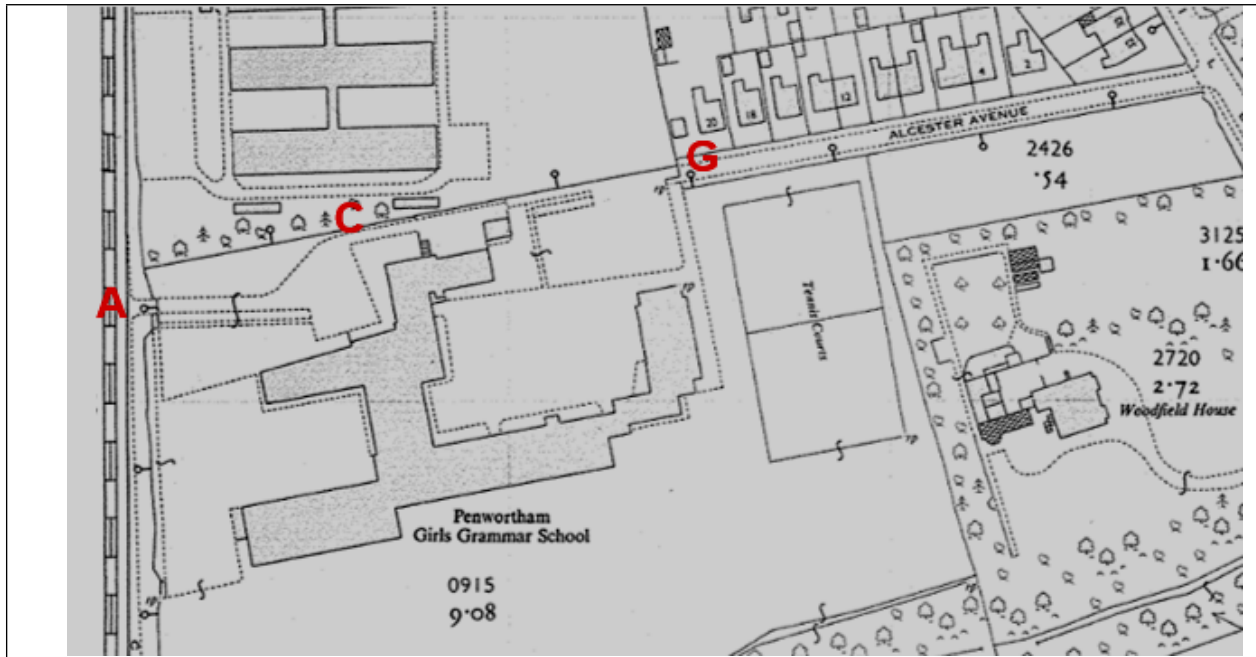 20
18
12
4
2
ALCESTER AVENUE
G
2426
·54
C
3125
1·66
A
Tennis Courts
2720
2·72
Woodfield House
Penwortham
Girls Grammar School
0915
9·08